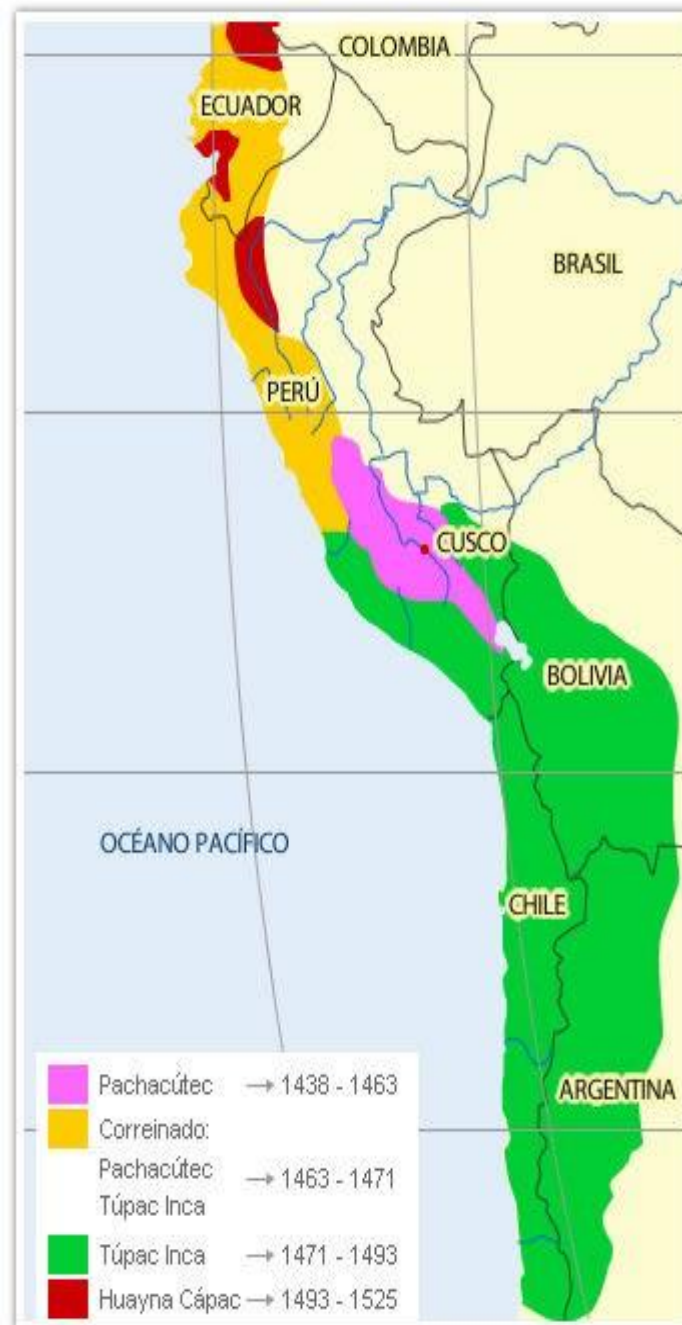 COLOMBIA
ECUADOR
BRASIL
PERÚ
CUSCO
BOLIVIA
OCÉANO PACÍFICO
CHILE
ARGENTINA
Pachacútec → 1438 - 1463
Correinado:
Pachacútec
→ 1463 - 1471
Túpac Inca
Túpac Inca → 1471 - 1493
Huayna Cápac → 1493 - 1525